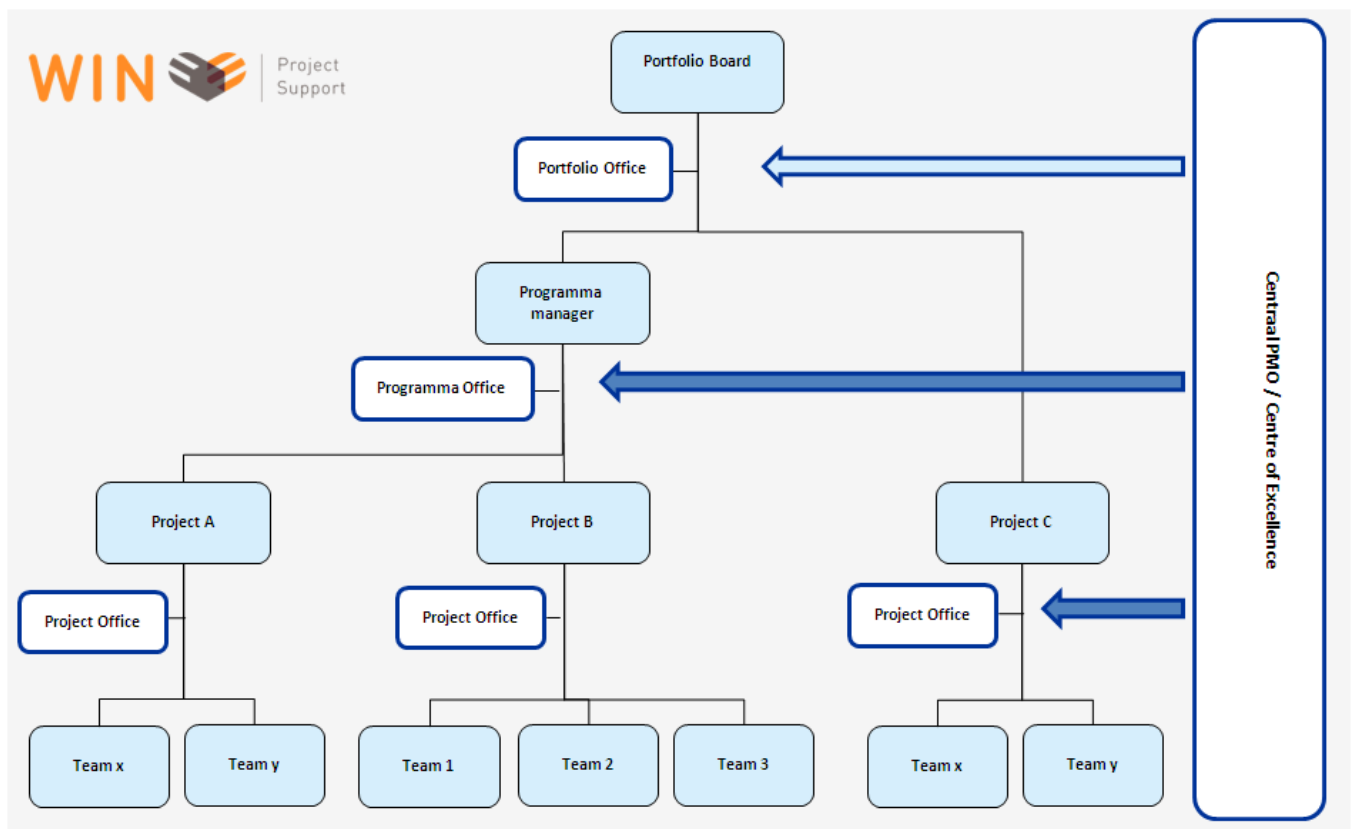 WIN
Project
Support
Portfolio Board
Portfolio Office
Programma
manager
Programma Office
Project A
Project B
Project C
Project Office
Project Office
Project Office
Team x
Team y
Team 1
Team 2
Team 3
Team x
Team y
Centraal PMO / Centre of Excellence